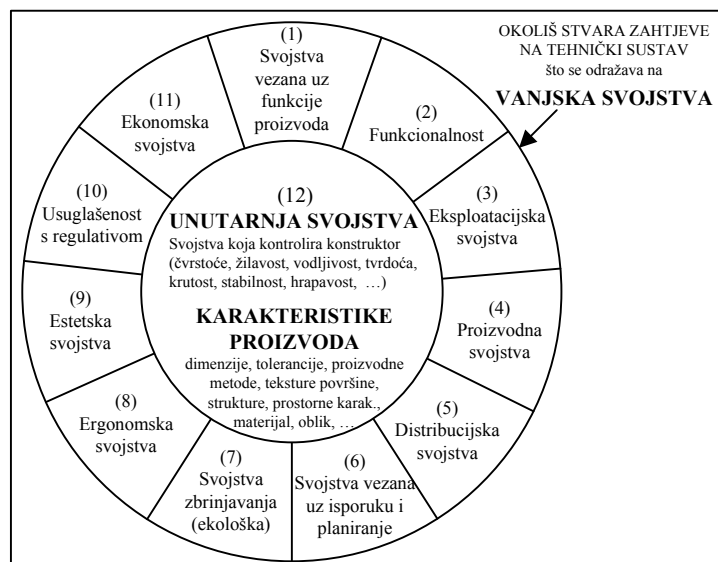 OKOLIŠ STVARA ZAHTJEVE
NA TEHNIČKI SUSTAV
što se odražava na
VANJSKA SVOJSTVA
(1)
Svojstva
vezana uz
funkcije
proizvoda
(2)
Funkcionalnost
(3)
Eksploatacijska
svojstva
(4)
Proizvodna
svojstva
(5)
Distribucijska
svojstva
(6)
Svojstva vezana
uz isporuku i
planiranje
(7)
Svojstva
zbrinjavanja
(ekološka)
(8)
Ergonomska
svojstva
(9)
Estetska
svojstva
(10)
Usuglašenost
s regulativom
(11)
Ekonomska
svojstva
(12)
UNUTARNJA SVOJSTVA
Svojstva koja kontrolira konstruktor
(čvrstoće, žilavost, vodljivost, tvrdoća,
krutost, stabilnost, hrapavost, …)
KARAKTERISTIKE
PROIZVODA
dimenzije, tolerancije, proizvodne
metode, teksture površine,
strukture, prostorne karak.,
materijal, oblik, …